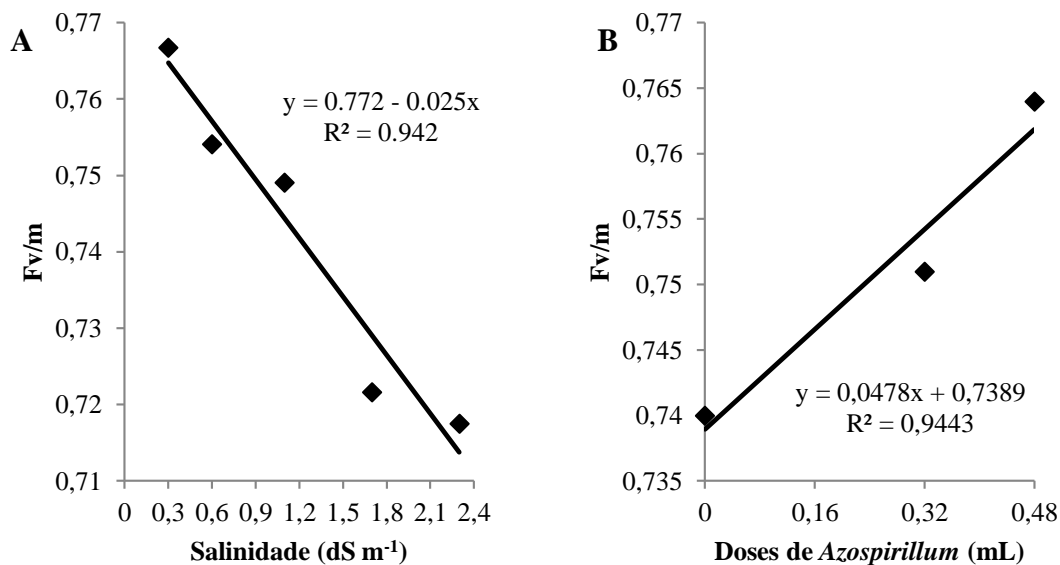 A
0,77
0,76
0,75
0,74
0,73
0,72
0,71
Fv/m
y = 0.772 - 0.025x
R² = 0.942
0 0,3 0,6 0,9 1,2 1,5 1,8 2,1 2,4
Salinidade (dS m⁻¹)
B
0,77
0,765
0,76
0,755
0,75
0,745
0,74
0,735
Fv/m
y = 0,0478x + 0,7389
R² = 0,9443
0 0,16 0,32 0,48
Doses de Azospirillum (mL)